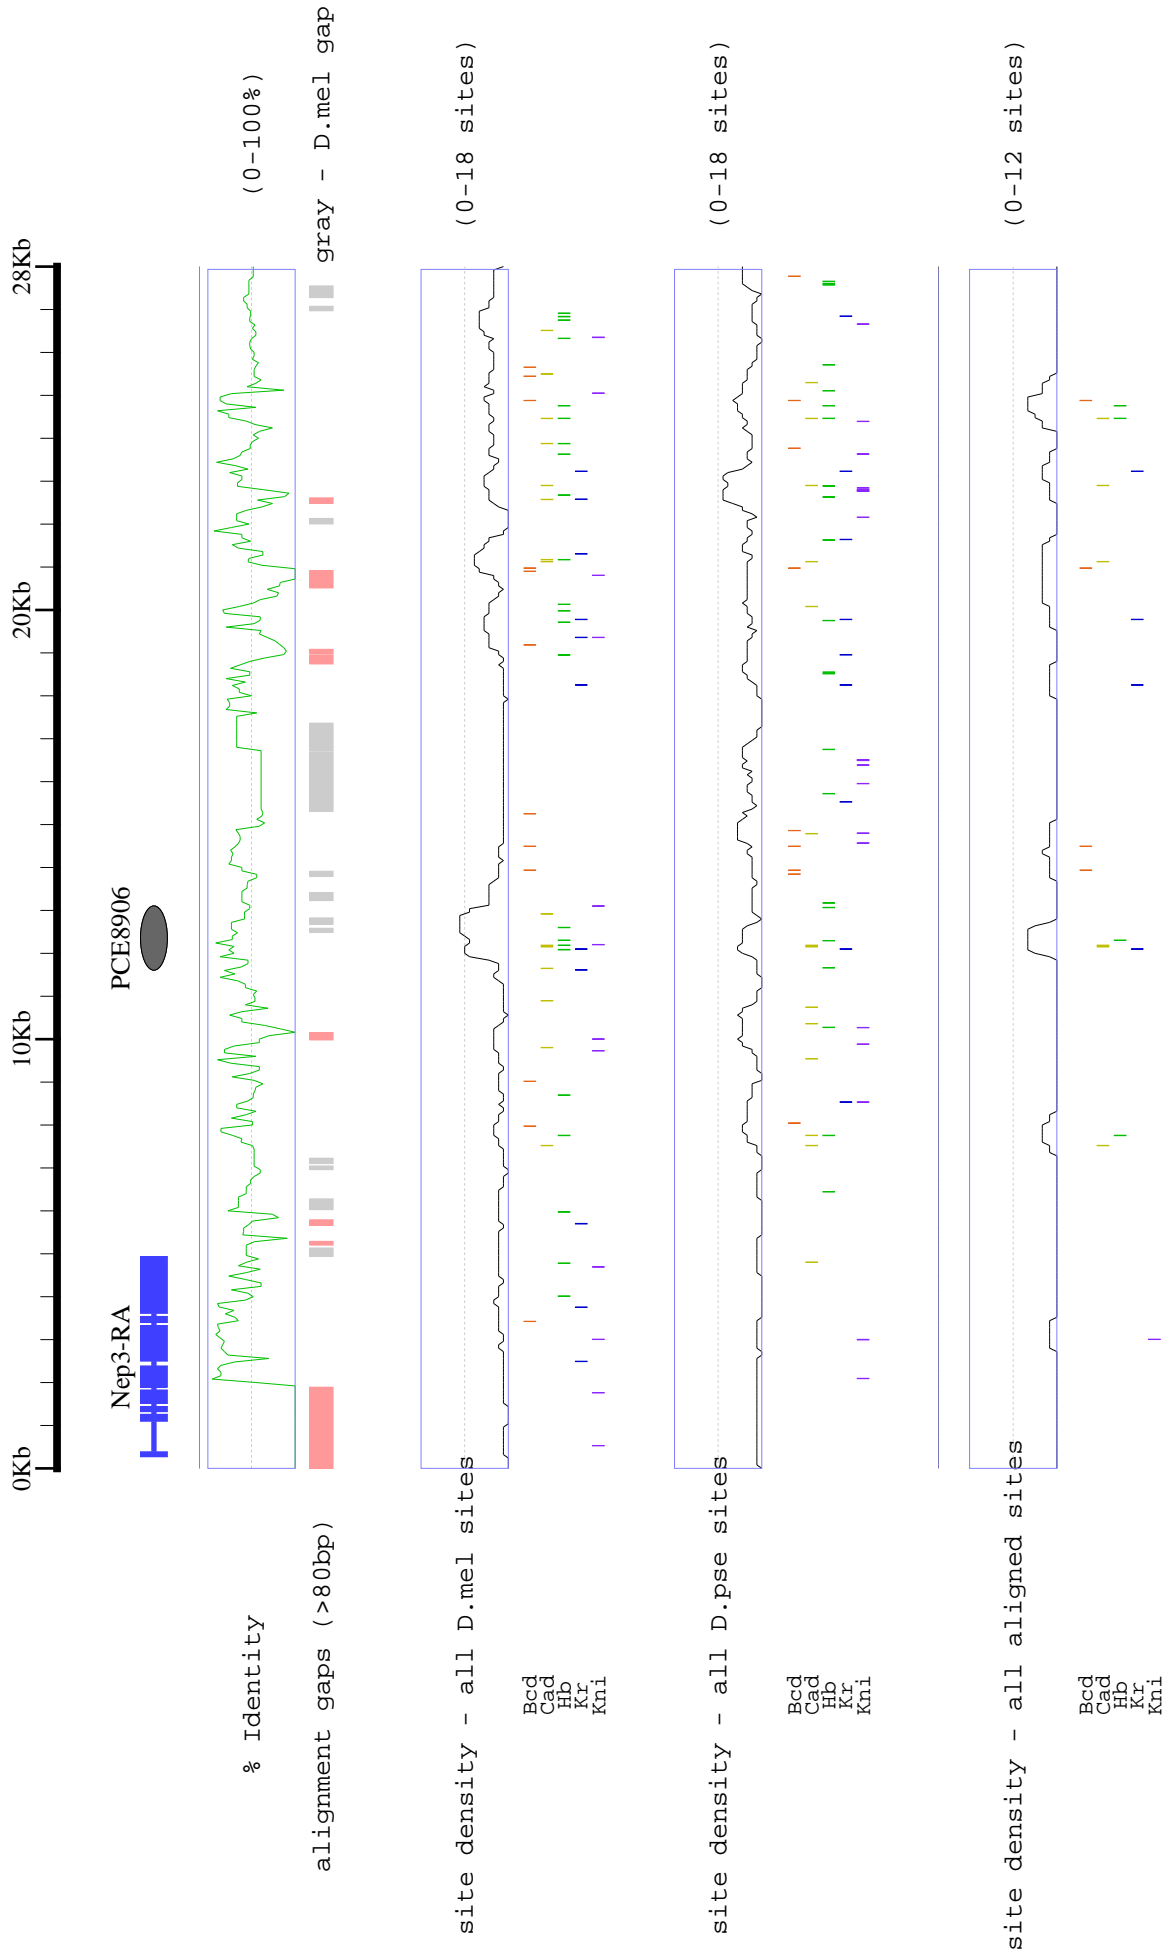 0Kb 10Kb 20Kb 28Kb
Nep3-RA PCE8906
% Identity (0-100%)
alignment gaps (>80bp) gray - D.mel gap
site density - all D.mel sites (0-18 sites)
Bcd
Cad
Hb
Kr
Kni
site density - all D.pse sites (0-18 sites)
Bcd
Cad
Hb
Kr
Kni
site density - all aligned sites (0-12 sites)
Bcd
Cad
Hb
Kr
Kni